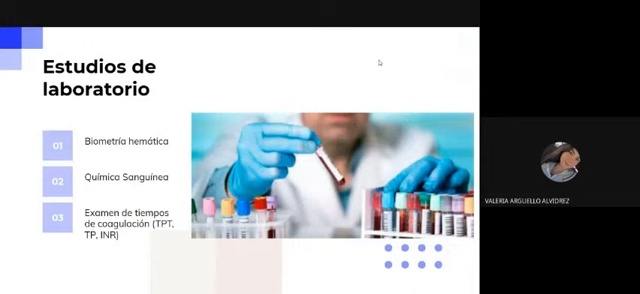 Estudios de
laboratorio
01
Biometría hemática
02
Química Sanguínea
03
Examen de tiempos
de coagulación (TPT,
TP, INR)
VALERIA ARGUELLO ALVIDREZ